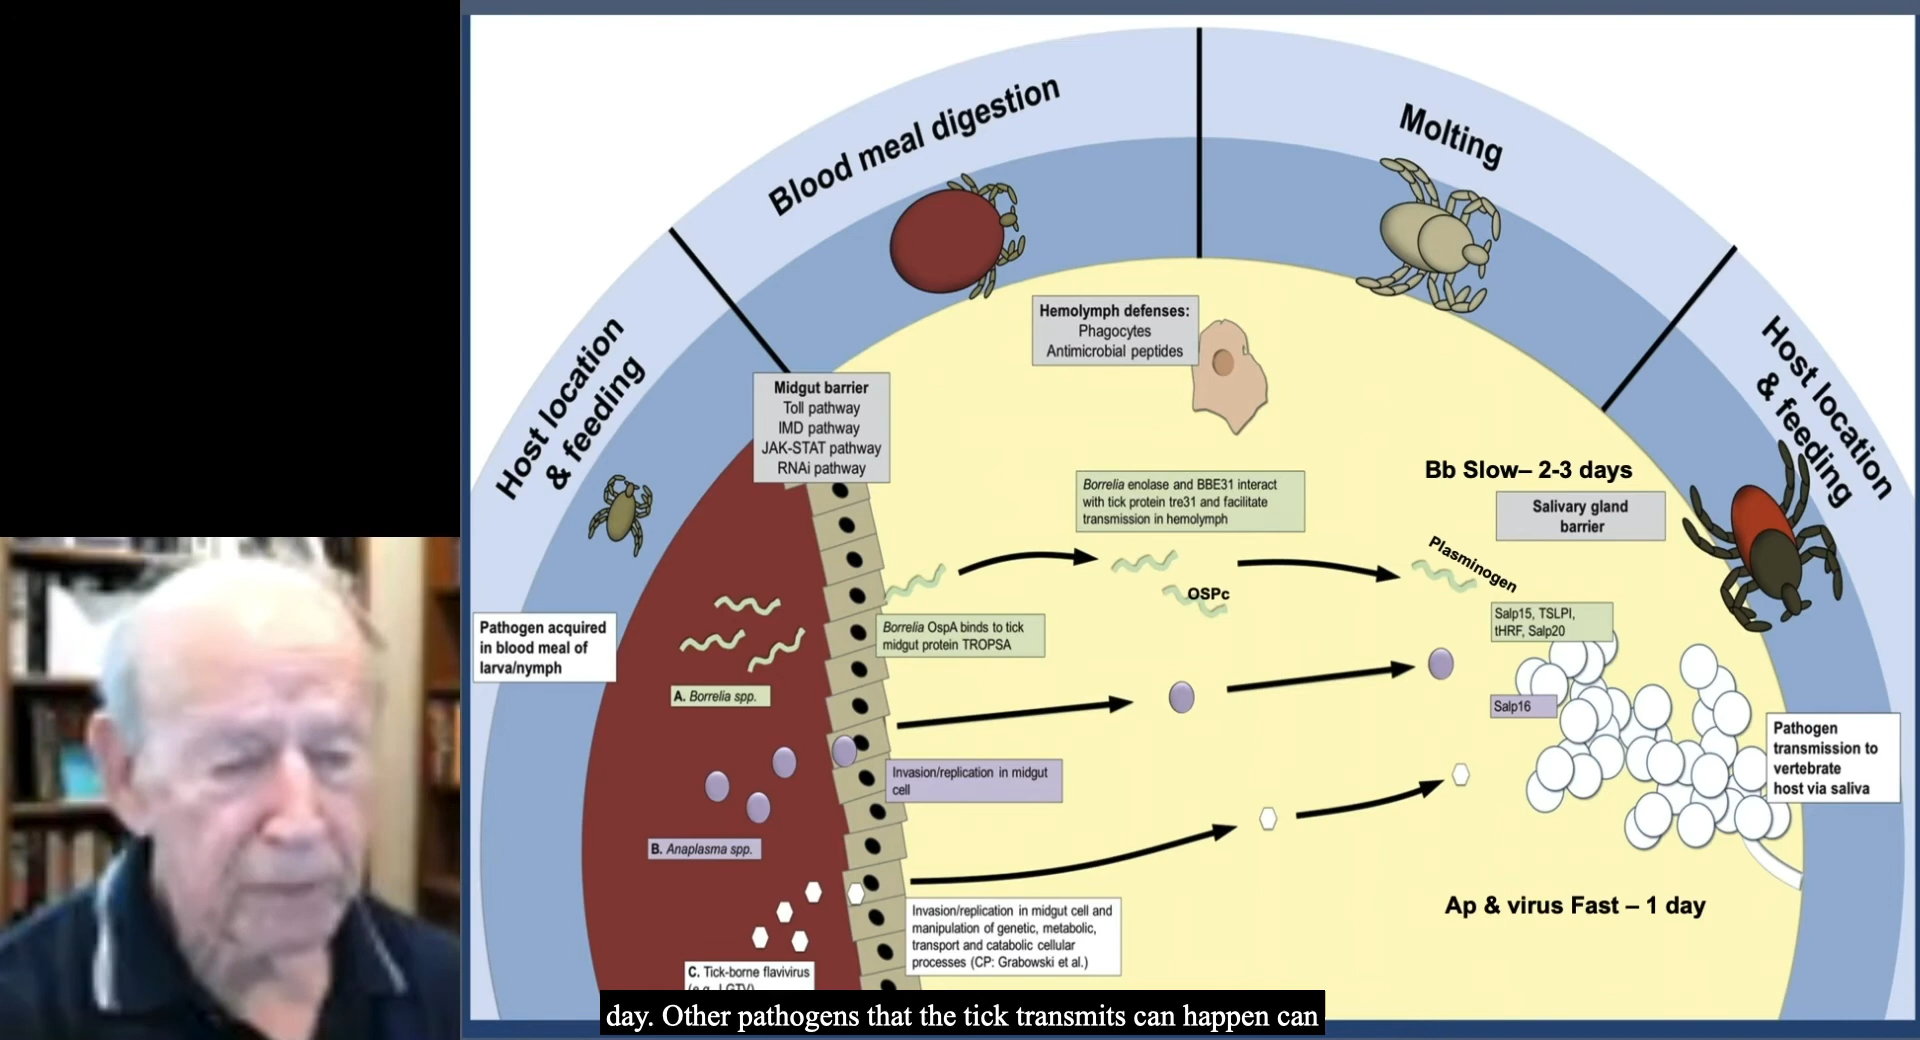 Blood meal digestion
Molting
Host location
& feeding
Host location
& feeding
Hemolymph defenses:
Phagocytes
Antimicrobial peptides
Midgut barrier
Toll pathway
IMD pathway
JAK-STAT pathway
RNAi pathway
Bb Slow– 2-3 days
Borrelia enolase and BBE31 interact
with tick protein tre31 and facilitate
transmission in hemolymph
Salivary gland
barrier
Plasminogen
OSPc
Pathogen acquired
in blood meal of
larva/nymph
Borrelia OspA binds to tick
midgut protein TROPSA
Salp15, TSLPI,
tHRF, Salp20
A. Borrelia spp.
Salp16
Pathogen
transmission to
vertebrate
host via saliva
Invasion/replication in midgut
cell
B. Anaplasma spp.
Ap & virus Fast – 1 day
Invasion/replication in midgut cell and
manipulation of genetic, metabolic,
transport and catabolic cellular
processes (CP: Grabowski et al.)
C. Tick-borne flavivirus
(e.g., LGTV)
day. Other pathogens that the tick transmits can happen can